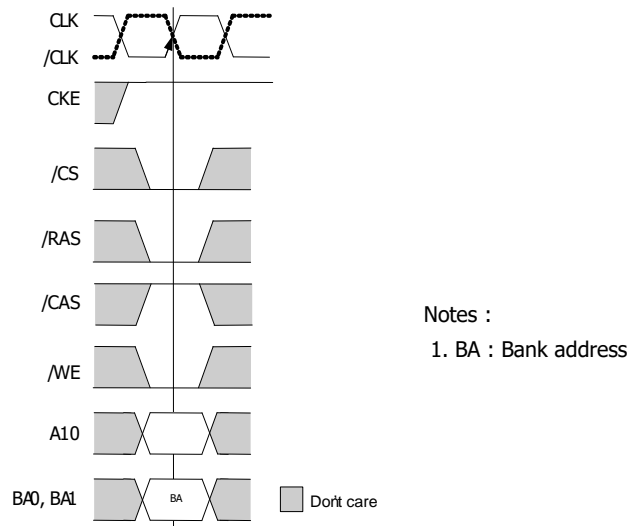 CLK
/CLK
CKE
/CS
/RAS
/CAS
/WE
A10
BA0, BA1
BA
Don't care
Notes :
1. BA : Bank address